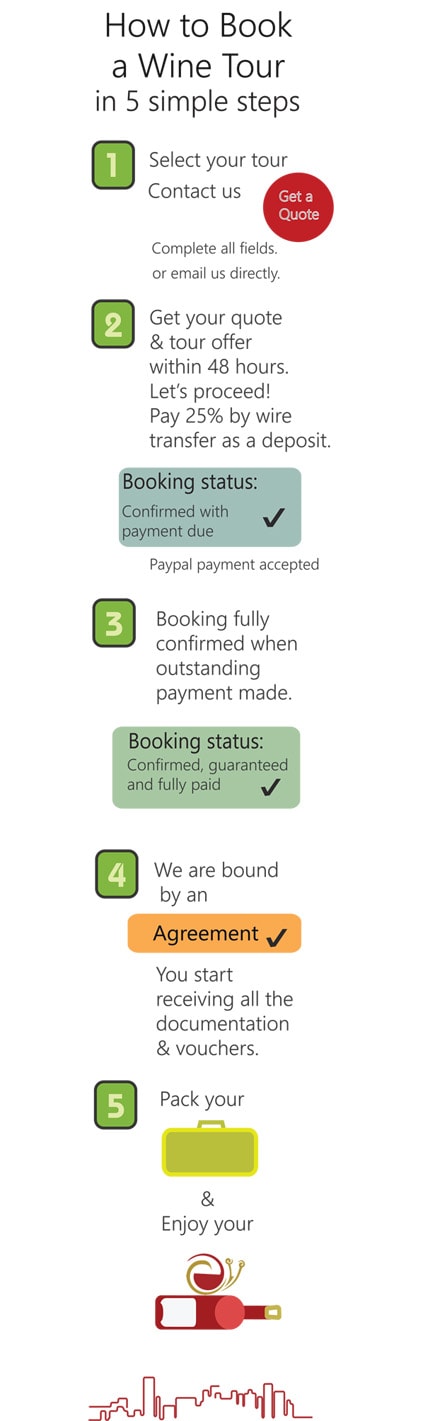 How to Book
a Wine Tour
in 5 simple steps
1
Select your tour
Contact us
Get a
Quote
Complete all fields.
or email us directly.
2
Get your quote
& tour offer
within 48 hours.
Let's proceed!
Pay 25% by wire
transfer as a deposit.
Booking status:
Confirmed with
payment due
Paypal payment accepted
3
Booking fully
confirmed when
outstanding
payment made.
Booking status:
Confirmed, guaranteed
and fully paid
4
We are bound
by an
Agreement
You start
receiving all the
documentation
& vouchers.
5
Pack your
&
Enjoy your